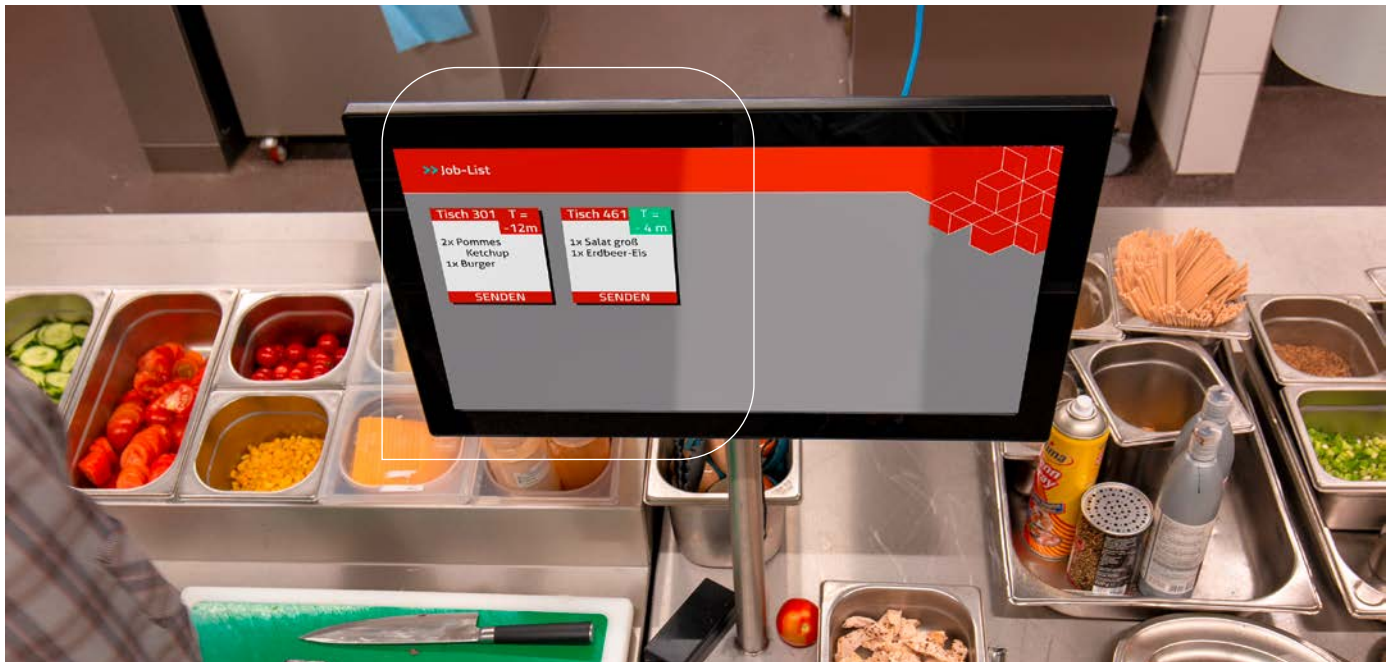 >> Job-List
Tisch 301 T =
-12m
2x Pommes
Ketchup
1x Burger
SENDEN
Tisch 461 T =
- 4 m
1x Salat groß
1x Erdbeer-Eis
SENDEN